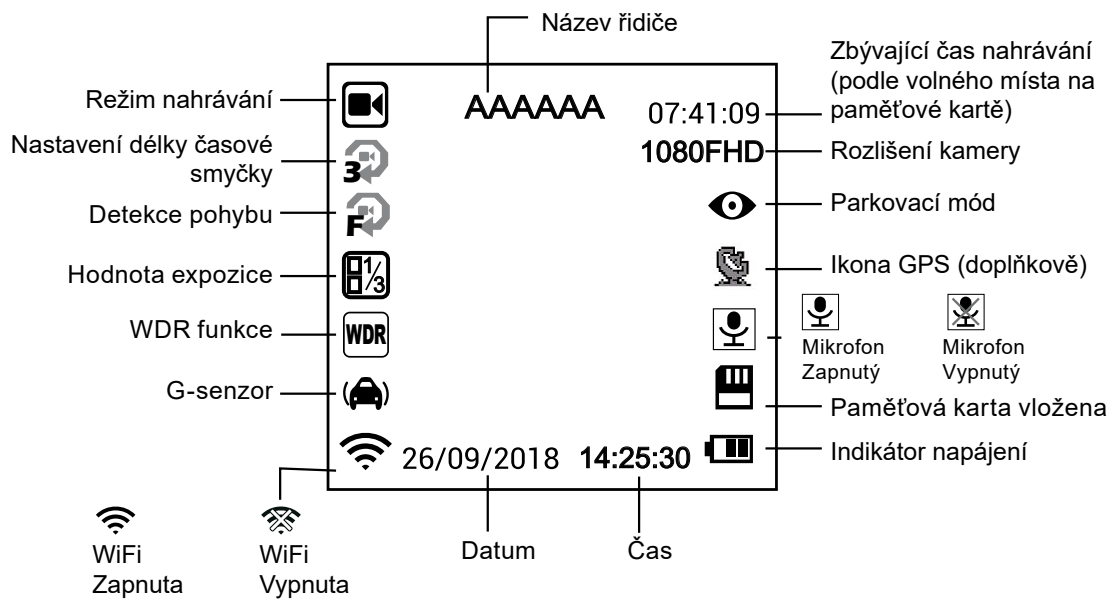 Název řidiče
Režim nahrávání
AAAAAA
07:41:09
Zbývající čas nahrávání
(podle volného místa na
paměťové kartě)
Nastavení délky časové
smyčky
3
1080FHD
Rozlišení kamery
Detekce pohybu
F
Parkovací mód
Hodnota expozice
1/3
Ikona GPS (doplňkově)
WDR funkce
WDR
Mikrofon
Zapnutý
Mikrofon
Vypnutý
G-senzor
Paměťová karta vložena
26/09/2018
14:25:30
Indikátor napájení
WiFi
Zapnuta
WiFi
Vypnuta
Datum
Čas